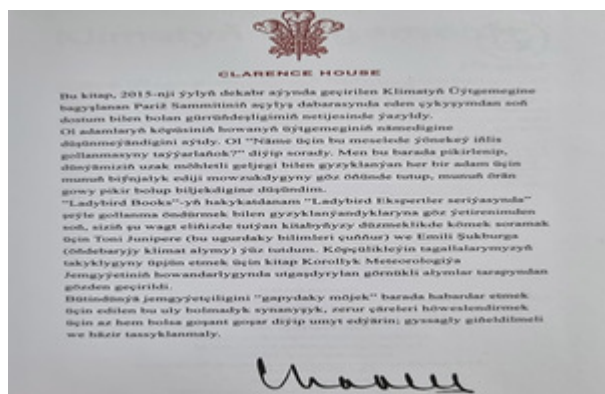 CLARENCE HOUSE
Bu kitap, 2015-nji ýylyň dekabr aýynda geçirilen Klimatyň Üýtgemegine
bagyşlanan Pariž Sammitiniň açylyş dabarasynda eden çykyşymdan soň
dostum bilen bolan gürrüňdeşligimiň netijesinde ýazyldy.
Ol adamlaryň köpüsiniň howanyň üýtgemeginiň nämedigine
düşünmeýändigini aýtdy. Ol "Näme üçin bu meselede ýönekeý iňlis
gollanmasyny taýýarlaňok?" diýip sorady. Men bu barada pikirlenip,
dünýämiziň uzak möhletli geljegi bilen gyzyklanýan her bir adam üçin
munuň biýnjalyk ediji mowzukdygyny göz öňünde tutup, munuň örän
gowy pikir bolup biljekdigine düşündim.
"Ladybird Books"-yň hakykatdanam "Ladybird Ekspertler seriýasynda"
şeýle gollanma öndürmek bilen gyzyklanýandyklaryna göz ýetirenimden
soň, siziň şu wagt eliňizde tutýan kitabyňyzy düzmeklikde kömek soramak
üçin Toni Junipere (bu ugurdaky bilimleri çuňňur) we Emili Şukburga
(öňdebaryjy klimat alymy) ýüz tutdum. Köpçülikleýin tagallalarymyzyň
takyklygyny üpjün etmek üçin kitap Korollyk Meteorologiýa
Jemgyýetiniň howandarlygynda utgaşdyrylan görnükli alymlar tarapyndan
gözden geçirildi.
Bütindünýä jemgyýetçiligini "gapydaky möjek" barada habardar etmek
üçin edilen bu uly bolmadyk synanyşyk, zerur çäreleri höweslendirmek
üçin az hem bolsa goşant goşar diýip umyt edýärin; gyssagly giňeldilmeli
we häzir tassyklanmaly.